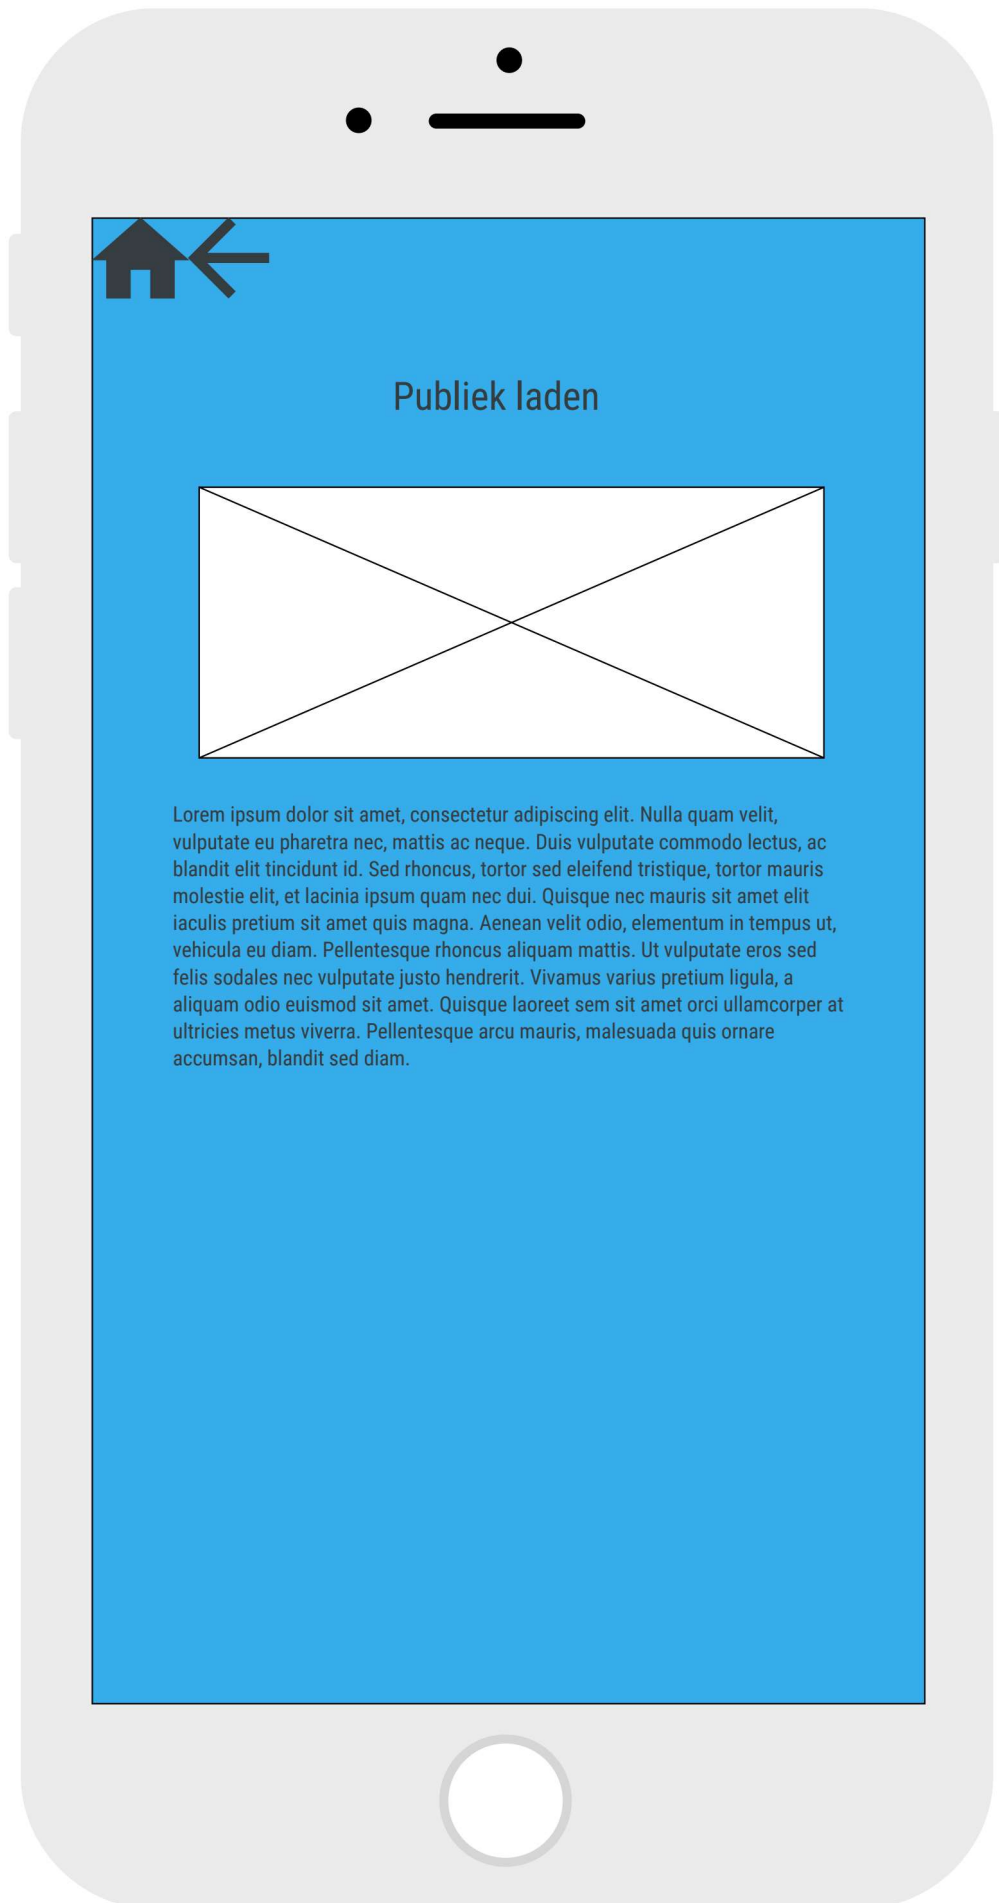 Publiek laden
Lorem ipsum dolor sit amet, consectetur adipiscing elit. Nulla quam velit,
vulputate eu pharetra nec, mattis ac neque. Duis vulputate commodo lectus, ac
blandit elit tincidunt id. Sed rhoncus, tortor sed eleifend tristique, tortor mauris
molestie elit, et lacinia ipsum quam nec dui. Quisque nec mauris sit amet elit
iaculis pretium sit amet quis magna. Aenean velit odio, elementum in tempus ut,
vehicula eu diam. Pellentesque rhoncus aliquam mattis. Ut vulputate eros sed
felis sodales nec vulputate justo hendrerit. Vivamus varius pretium ligula, a
aliquam odio euismod sit amet. Quisque laoreet sem sit amet orci ullamcorper at
ultricies metus viverra. Pellentesque arcu mauris, malesuada quis ornare
accumsan, blandit sed diam.